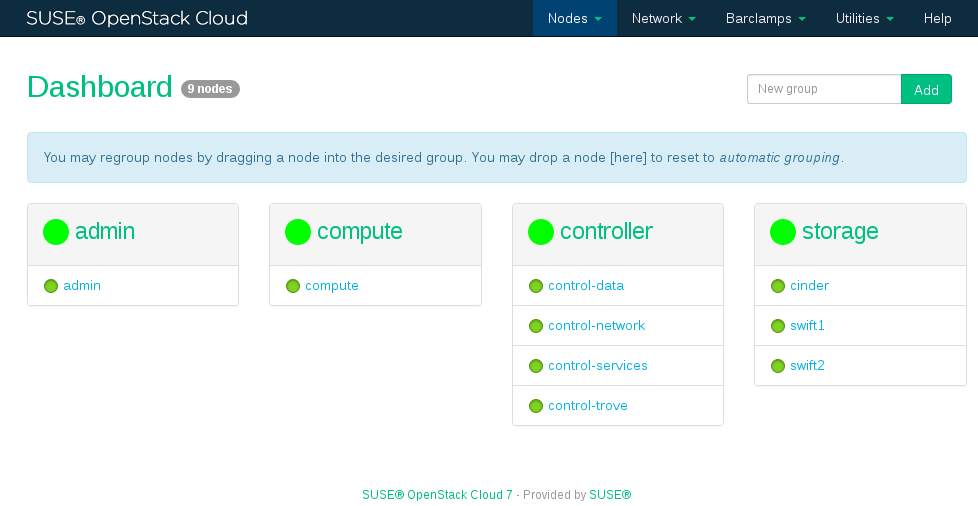 SUSE® OpenStack Cloud
Nodes Network Barclamps Utilities Help
Dashboard 9 nodes
New group Add
You may regroup nodes by dragging a node into the desired group. You may drop a node [here] to reset to automatic grouping.
admin
admin
compute
compute
controller
control-data
control-network
control-services
control-trove
storage
cinder
swift1
swift2
SUSE® OpenStack Cloud 7 - Provided by SUSE®